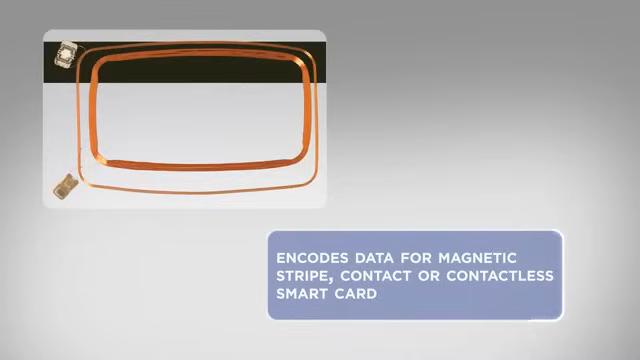 ENCODES DATA FOR MAGNETIC
STRIPE, CONTACT OR CONTACTLESS
SMART CARD